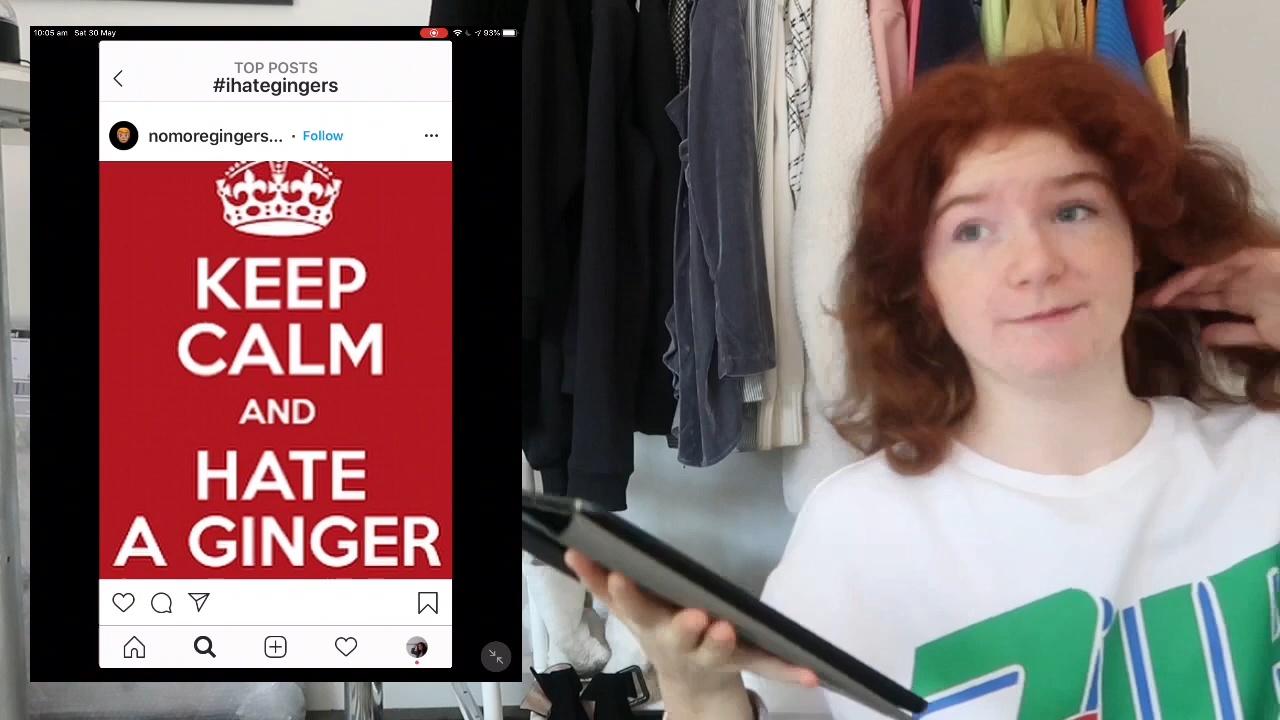 10:05 am Sat 30 May
93%
TOP POSTS
#ihategingers
nomoregingers... · Follow
KEEP
CALM
AND
HATE
A GINGER